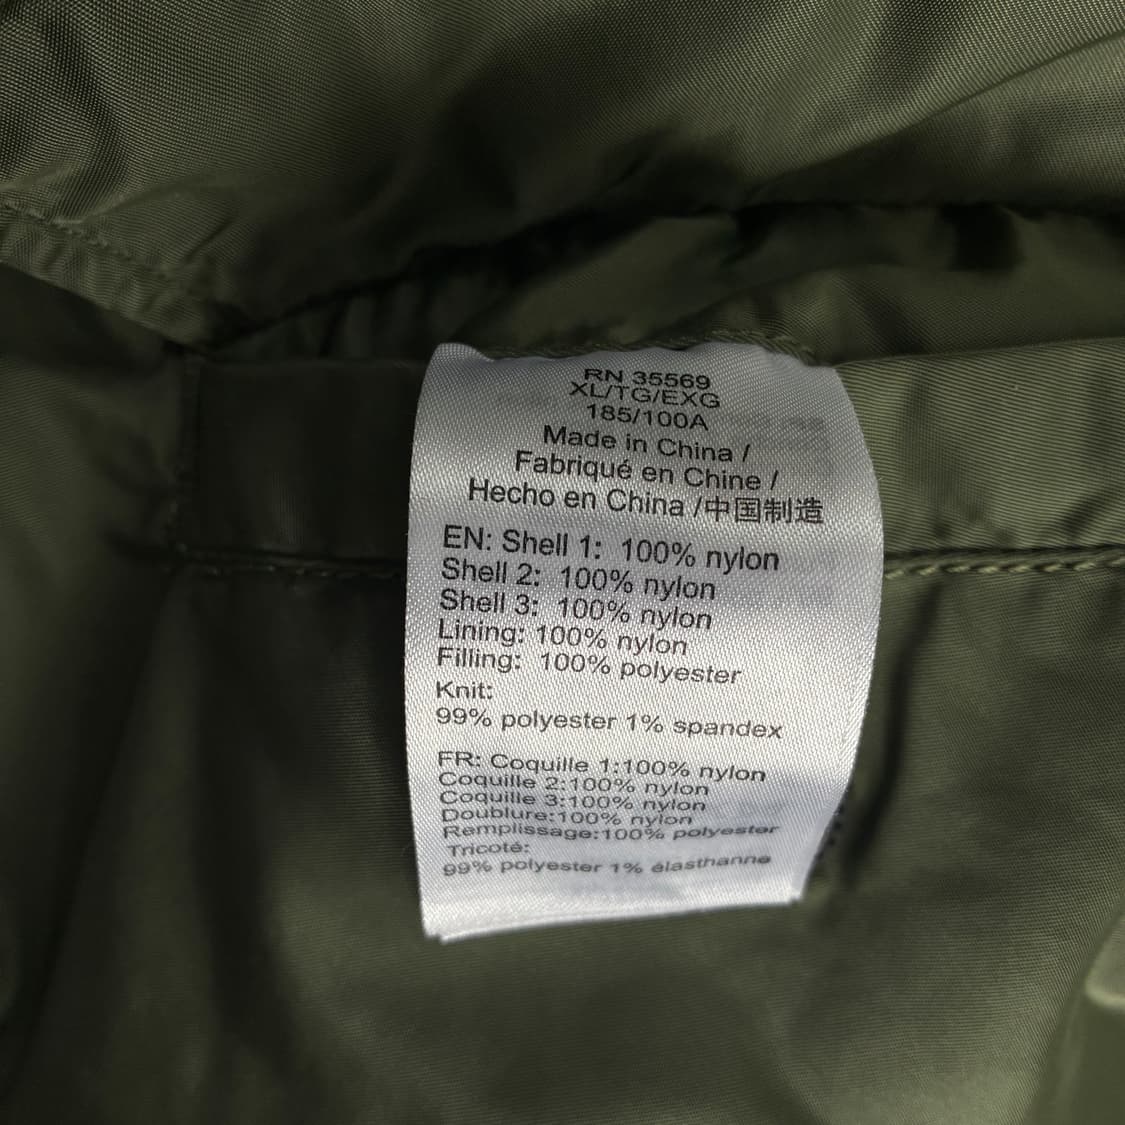 RN 35569
XL/TG/EXG
185/100A
Made in China /
Fabriqué en Chine /
Hecho en China /中国制造
EN: Shell 1: 100% nylon
Shell 2: 100% nylon
Shell 3: 100% nylon
Lining: 100% nylon
Filling: 100% polyester
Knit:
99% polyester 1% spandex
FR: Coquille 1:100% nylon
Coquille 2:100% nylon
Coquille 3:100% nylon
Doublure:100% nylon
Remplissage:100% polyester
Tricoté:
99% polyester 1% élasthanne